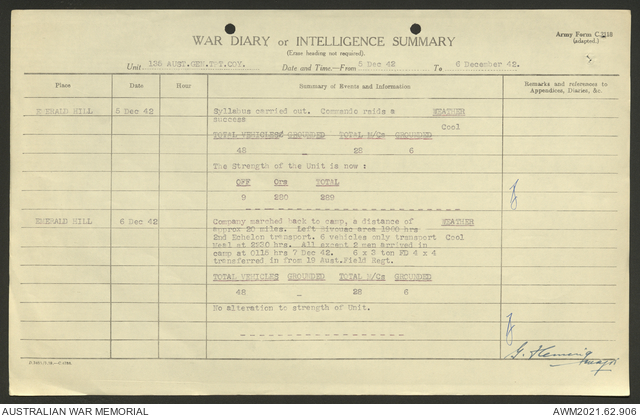 WAR DIARY or INTELLIGENCE SUMMARY
(Erase heading not required).
Army Form C.2118
(adapted.)
Unit 136 AUST.GEN.TPT.COY. Date and Time:—From 5 Dec 42 To 6 December 42.
Place Date Hour Summary of Events and Information Remarks and references to
Appendices, Diaries, &c.
EMERALD HILL 5 Dec 42 Syllabus carried out. Commando raids a WEATHER
success Cool
TOTAL VEHICLES GROUNDED TOTAL M/Cs GROUNDED
48 _ 28 6
The Strength of the Unit is now :
OFF Ors TOTAL
9 280 289
EMERALD HILL 6 Dec 42 Company marched back to camp, a distance of WEATHER
approx 20 miles. Left Bivouac area 1900 hrs
2nd Echelon transport. 6 vehicles only transport Cool
Meal at 2230 hrs. All except 2 men arrived in
camp at 0118 hrs 7 Dec 42. 6 x 3 ton FD 4 x 4
transferred in from 19 Aust.Field Regt.
TOTAL VEHICLES GROUNDED TOTAL M/Cs GROUNDED
48 _ 28 6
No alteration to strength of Unit.
G. Fleming
Major
AUSTRALIAN WAR MEMORIAL AWM2021.62.906